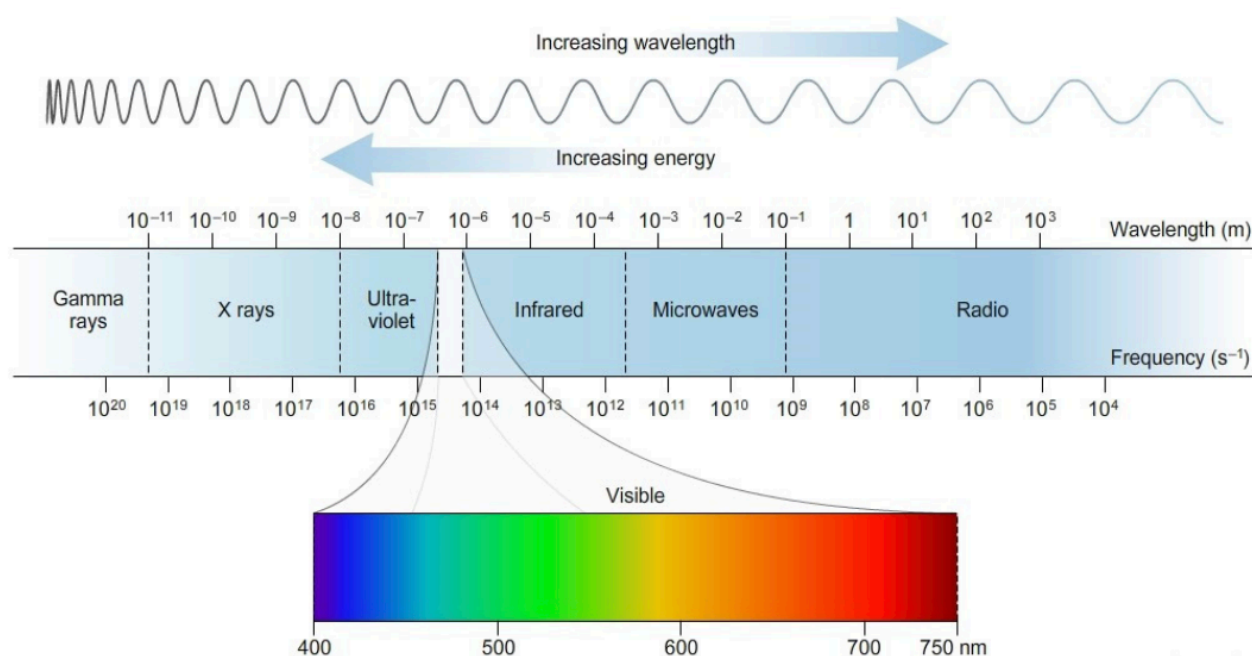 Increasing wavelength
Increasing energy
10⁻¹¹ 10⁻¹⁰ 10⁻⁹ 10⁻⁸ 10⁻⁷ 10⁻⁶ 10⁻⁵ 10⁻⁴ 10⁻³ 10⁻² 10⁻¹ 1 10¹ 10² 10³
Wavelength (m)
Gamma
rays
X rays
Ultra-
violet
Infrared
Microwaves
Radio
Frequency (s⁻¹)
10²⁰ 10¹⁹ 10¹⁸ 10¹⁷ 10¹⁶ 10¹⁵ 10¹⁴ 10¹³ 10¹² 10¹¹ 10¹⁰ 10⁹ 10⁸ 10⁷ 10⁶ 10⁵ 10⁴
Visible
400 500 600 700 750 nm